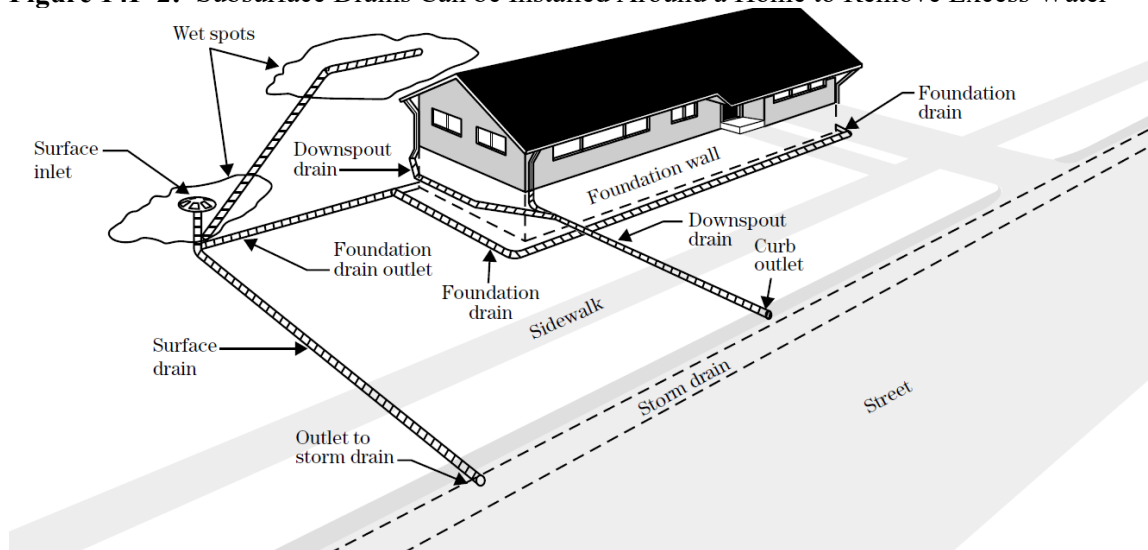 Figure 14P-2: Subsurface Drains Can be Installed Around a Home to Remove Excess Water
Wet spots
Surface
inlet
Downspout
drain
Foundation
drain
Foundation wall
Downspout
drain
Curb
outlet
Foundation
drain outlet
Foundation
drain
Sidewalk
Surface
drain
Storm drain
Street
Outlet to
storm drain